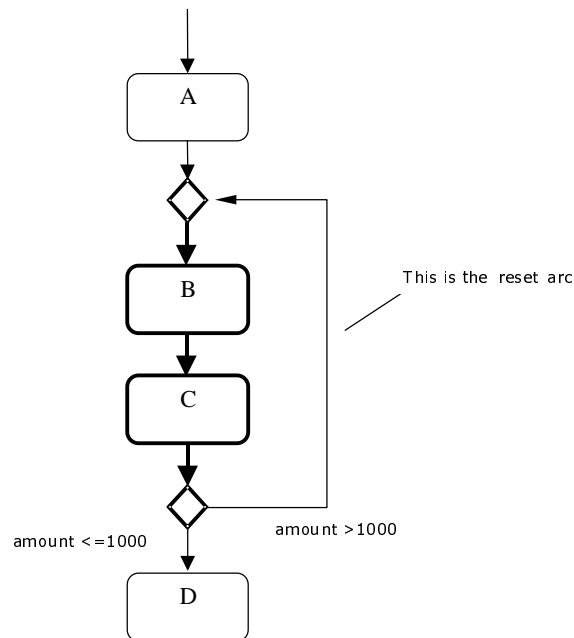 A
B
This is the reset arc
C
amount >1000
amount <=1000
D